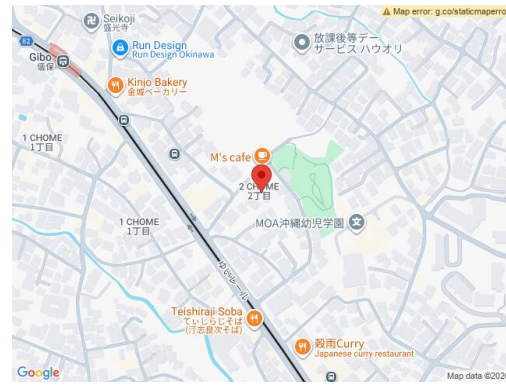 Map error: g.co/staticmaperro
Seikoji
盛光寺
82
Run Design
Run Design Okinawa
放課後等デー
サービス ハウオリ
Gibo
儀保
Kinjo Bakery
金城ベーカリー
1 CHOME
1丁目
M's cafe
2 CHOME
2丁目
1 CHOME
1丁目
MOA沖縄幼児学園
ゆいレール
Teishiraji Soba
てぃしらじそば
(汀志良次そば)
穀雨Curry
Japanese curry restaurant
Google
Map data ©2026